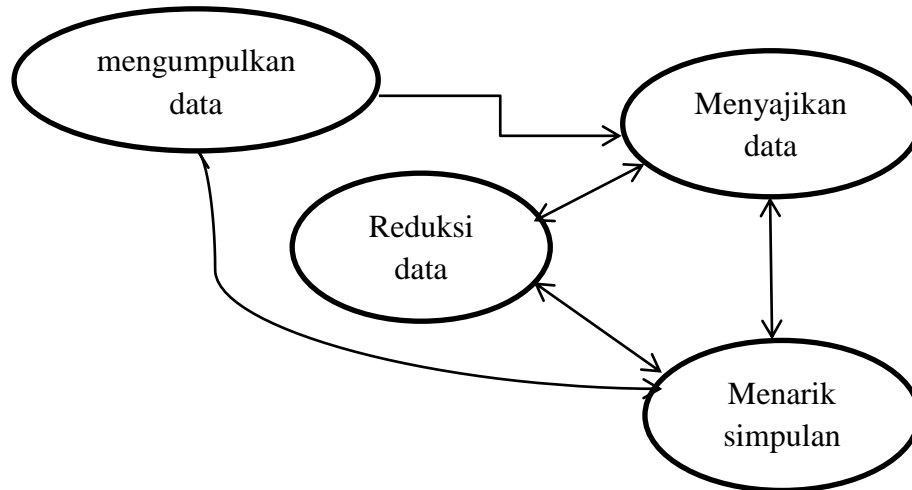 mengumpulkan
data
Menyajikan
data
Reduksi
data
Menarik
simpulan